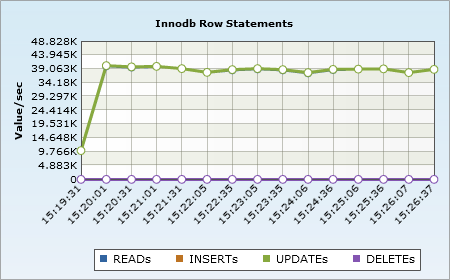 Innodb Row Statements
Value/sec
48.828K
43.945K
39.063K
34.18K
29.297K
24.414K
19.531K
14.648K
9.766K
4.883K
0
15:19:31
15:20:01
15:20:31
15:21:01
15:21:31
15:22:05
15:22:35
15:23:05
15:23:35
15:24:06
15:24:36
15:25:06
15:25:36
15:26:07
15:26:37
READs INSERTs UPDATEs DELETEs